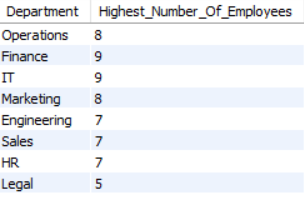 Department Highest_Number_Of_Employees
Operations 8
Finance 9
IT 9
Marketing 8
Engineering 7
Sales 7
HR 7
Legal 5